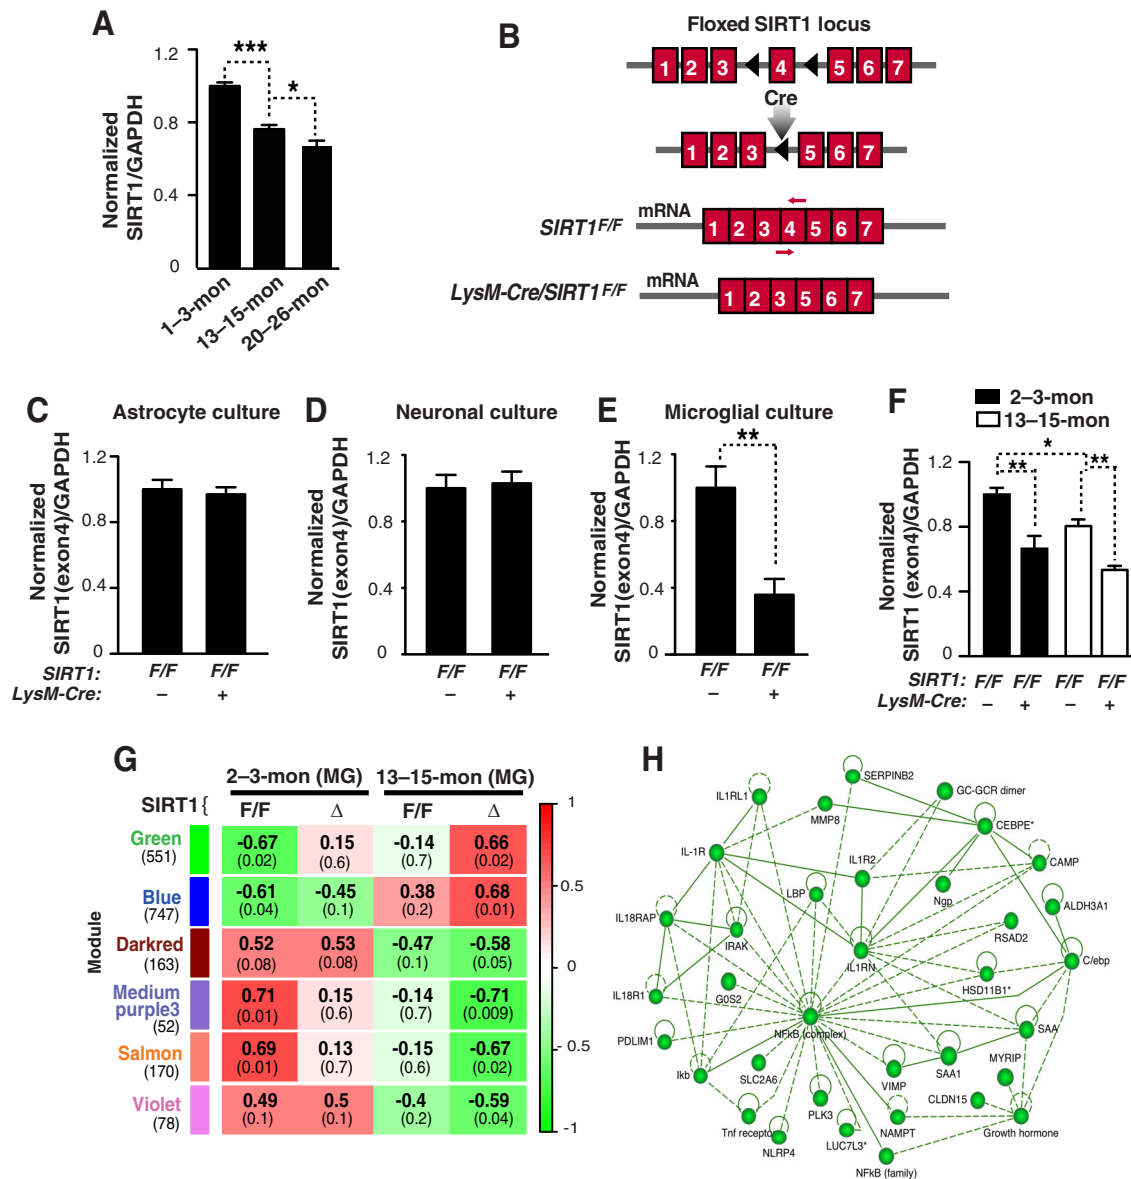 A
Normalized
SIRT1/GAPDH
1.2
0.8
0.4
0
***
*
1–3-mon
13–15-mon
20–26-mon
B
Floxed SIRT1 locus
1 2 3 4 5 6 7
Cre
1 2 3 5 6 7
SIRT1F/F
mRNA
1 2 3 4 5 6 7
LysM-Cre/SIRT1F/F
mRNA
1 2 3 5 6 7
C
Astrocyte culture
Normalized
SIRT1(exon4)/GAPDH
1.2
0.8
0.4
0
SIRT1: F/F F/F
LysM-Cre: – +
D
Neuronal culture
Normalized
SIRT1(exon4)/GAPDH
1.2
0.8
0.4
0
F/F F/F
– +
E
Microglial culture
Normalized
SIRT1(exon4)/GAPDH
1.2
0.8
0.4
0
**
F/F F/F
– +
F
2–3-mon
13–15-mon
Normalized
SIRT1 (exon4)/GAPDH
1.2
0.8
0.4
0
*
** **
SIRT1: F/F F/F F/F F/F
LysM-Cre: – + – +
G
2–3-mon (MG) 13–15-mon (MG)
SIRT1{ F/F Δ F/F Δ
Module
Green -0.67 0.15 -0.14 0.66
(551) (0.02) (0.6) (0.7) (0.02)
Blue -0.61 -0.45 0.38 0.68
(747) (0.04) (0.1) (0.2) (0.01)
Darkred 0.52 0.53 -0.47 -0.58
(163) (0.08) (0.08) (0.1) (0.05)
Medium
purple3 0.71 0.15 -0.14 -0.71
(52) (0.01) (0.6) (0.7) (0.009)
Salmon 0.69 0.13 -0.15 -0.67
(170) (0.01) (0.7) (0.6) (0.02)
Violet 0.49 0.5 -0.4 -0.59
(78) (0.1) (0.1) (0.2) (0.04)
1
0.5
0
-0.5
-1
H
SERPINB2
IL1RL1
GC-GCR dimer
MMP8
CEBPE*
IL-1R
IL1R2
CAMP
LBP
Ngp
ALDH3A1
IL18RAP
IRAK
RSAD2
IL1RN
C/ebp
G0S2
HSD11B1*
IL18R1
NFkB (complex)
SAA
PDLIM1
MYRIP
Ikb
SLC2A6
VIMP
SAA1
CLDN15
PLK3
Tnf receptor
LUC7L3*
NAMPT
Growth hormone
NLRP4
NFkB (family)